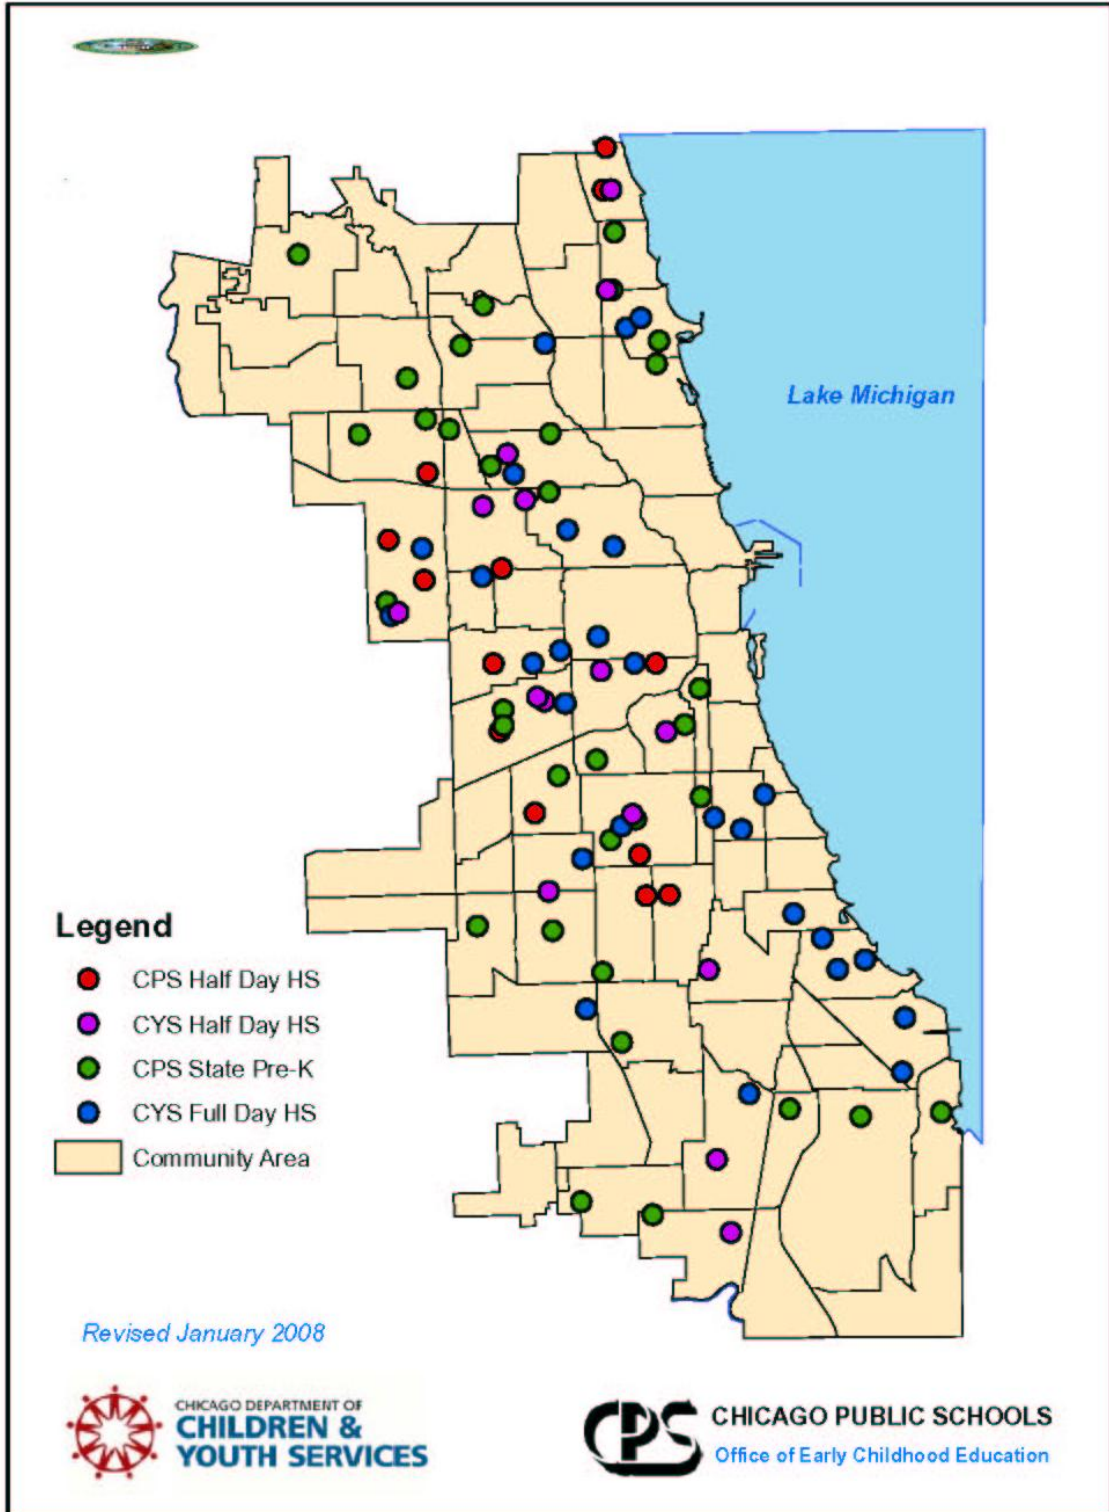 Lake Michigan
Legend
CPS Half Day HS
CYS Half Day HS
CPS State Pre-K
CYS Full Day HS
Community Area
Revised January 2008
CHICAGO DEPARTMENT OF
CHILDREN &
YOUTH SERVICES
CPS
CHICAGO PUBLIC SCHOOLS
Office of Early Childhood Education